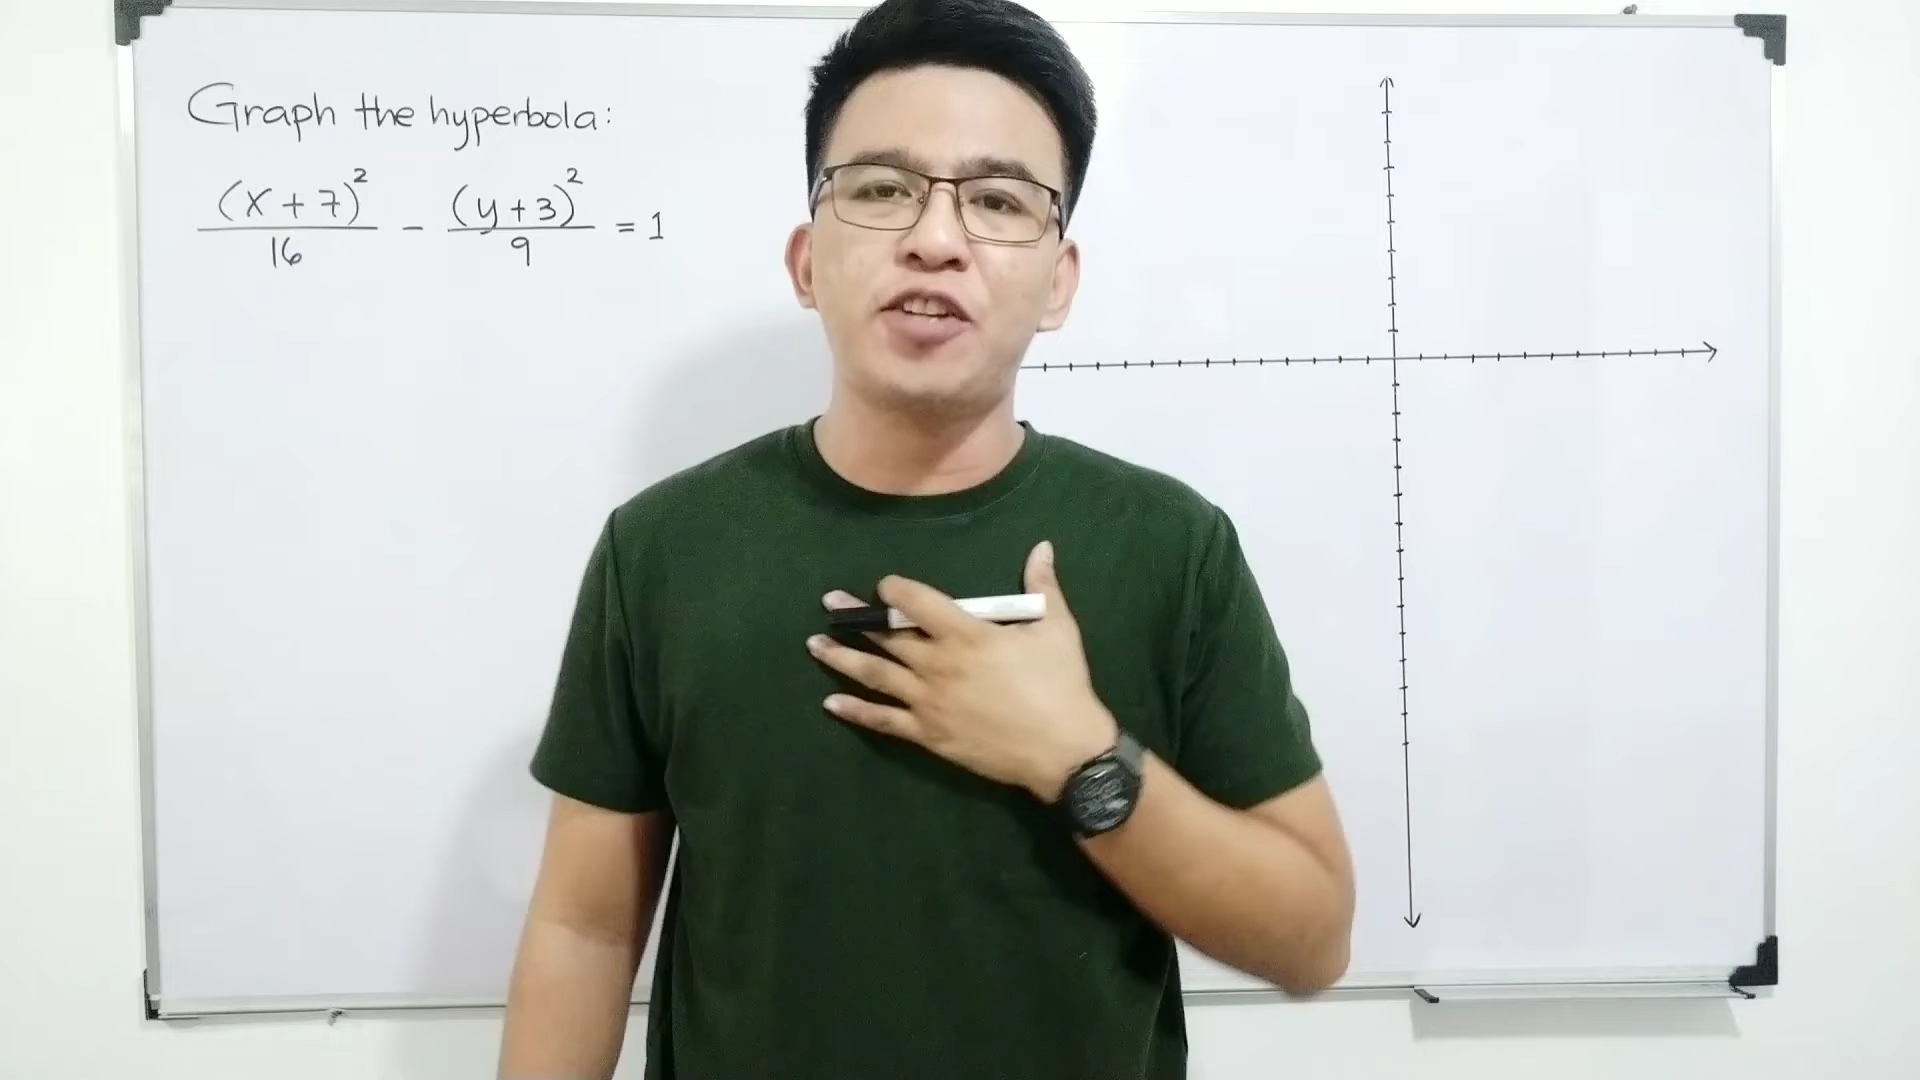 Graph the hyperbola:
(x+7)²/16 - (y+3)²/9 = 1